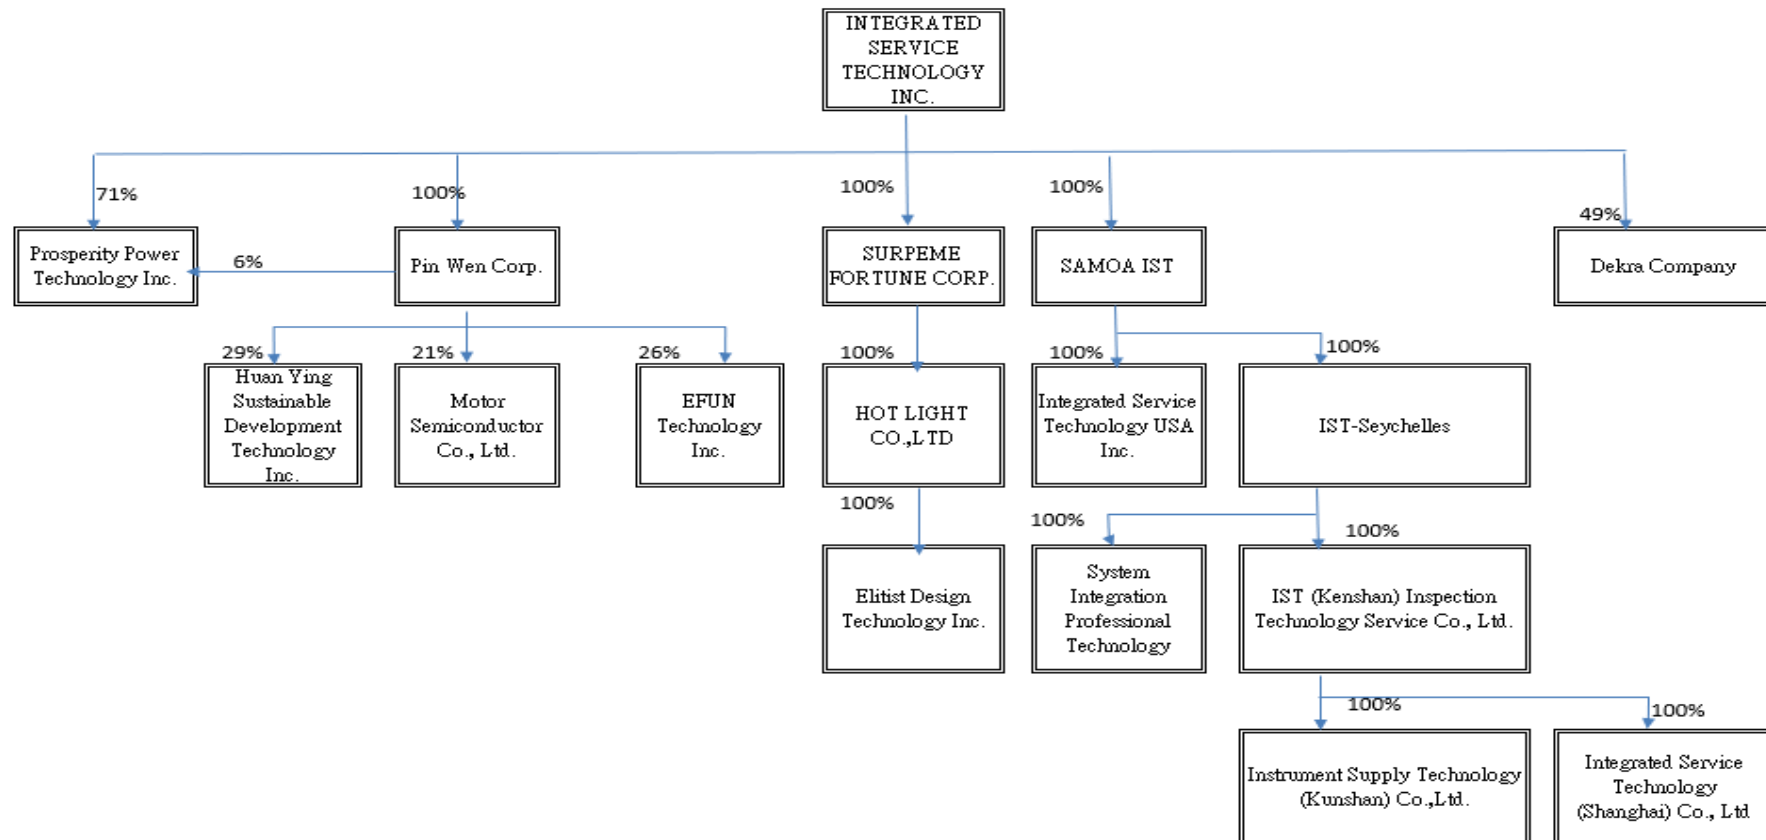 INTEGRATED
SERVICE
TECHNOLOGY
INC.
71%
100%
100%
100%
49%
Prosperity Power
Technology Inc.
6%
Pin Wen Corp.
SURPEME
FORTUNE CORP.
SAMOA IST
Dekra Company
29%
21%
26%
100%
100%
100%
Huan Ying
Sustainable
Development
Technology
Inc.
Motor
Semiconductor
Co., Ltd.
EFUN
Technology
Inc.
HOT LIGHT
CO.,LTD
Integrated Service
Technology USA
Inc.
IST-Seychelles
100%
100%
100%
Elitist Design
Technology Inc.
System
Integration
Professional
Technology
IST (Kenshan) Inspection
Technology Service Co., Ltd.
100%
100%
Instrument Supply Technology
(Kunshan) Co.,Ltd.
Integrated Service
Technology
(Shanghai) Co., Ltd